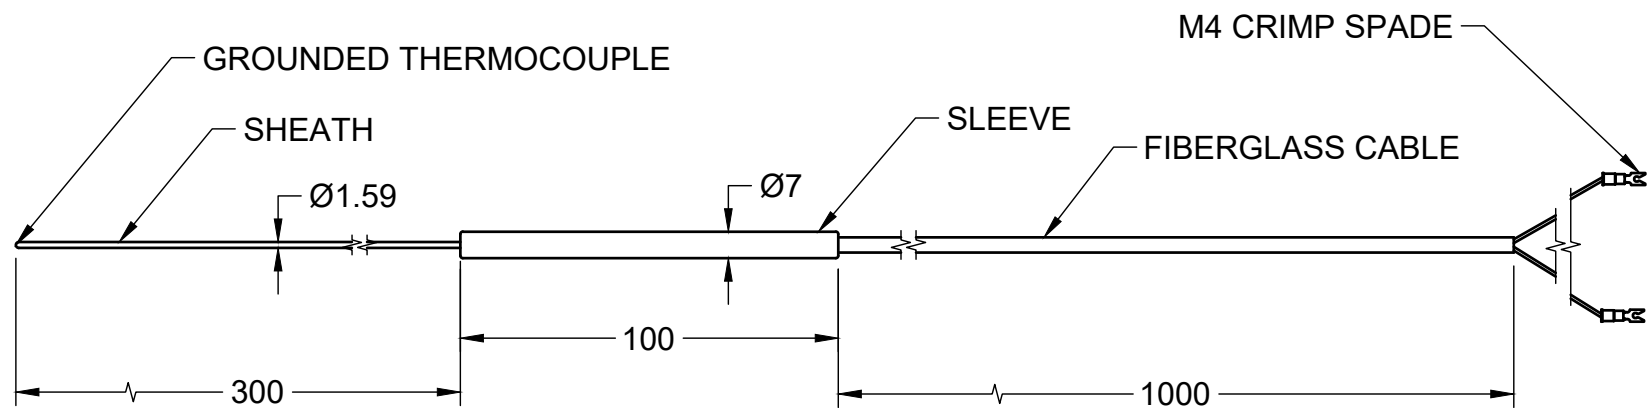 M4 CRIMP SPADE
GROUNDED THERMOCOUPLE
SLEEVE
SHEATH
FIBERGLASS CABLE
Ø1.59
Ø7
100
300
1000